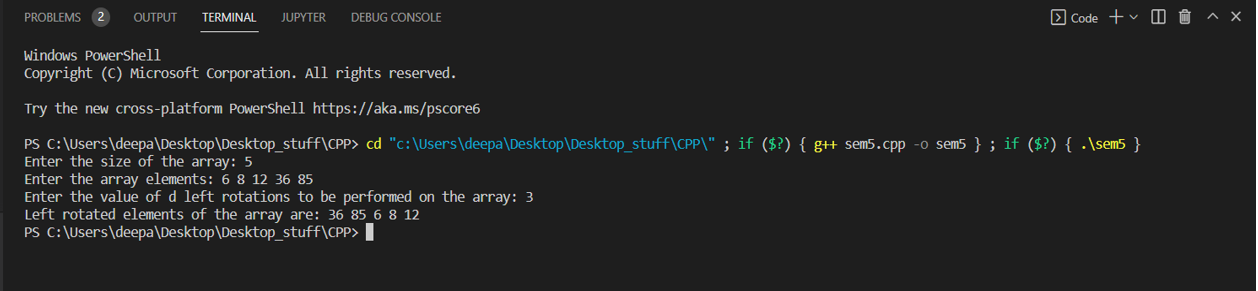 PROBLEMS 2 OUTPUT TERMINAL JUPYTER DEBUG CONSOLE Code
Windows PowerShell
Copyright (C) Microsoft Corporation. All rights reserved.
Try the new cross-platform PowerShell https://aka.ms/pscore6
PS C:\Users\deepa\Desktop\Desktop_stuff\CPP> cd "c:\Users\deepa\Desktop\Desktop_stuff\CPP\" ; if ($?) { g++ sem5.cpp -o sem5 } ; if ($?) { .\sem5 }
Enter the size of the array: 5
Enter the array elements: 6 8 12 36 85
Enter the value of d left rotations to be performed on the array: 3
Left rotated elements of the array are: 36 85 6 8 12
PS C:\Users\deepa\Desktop\Desktop_stuff\CPP>